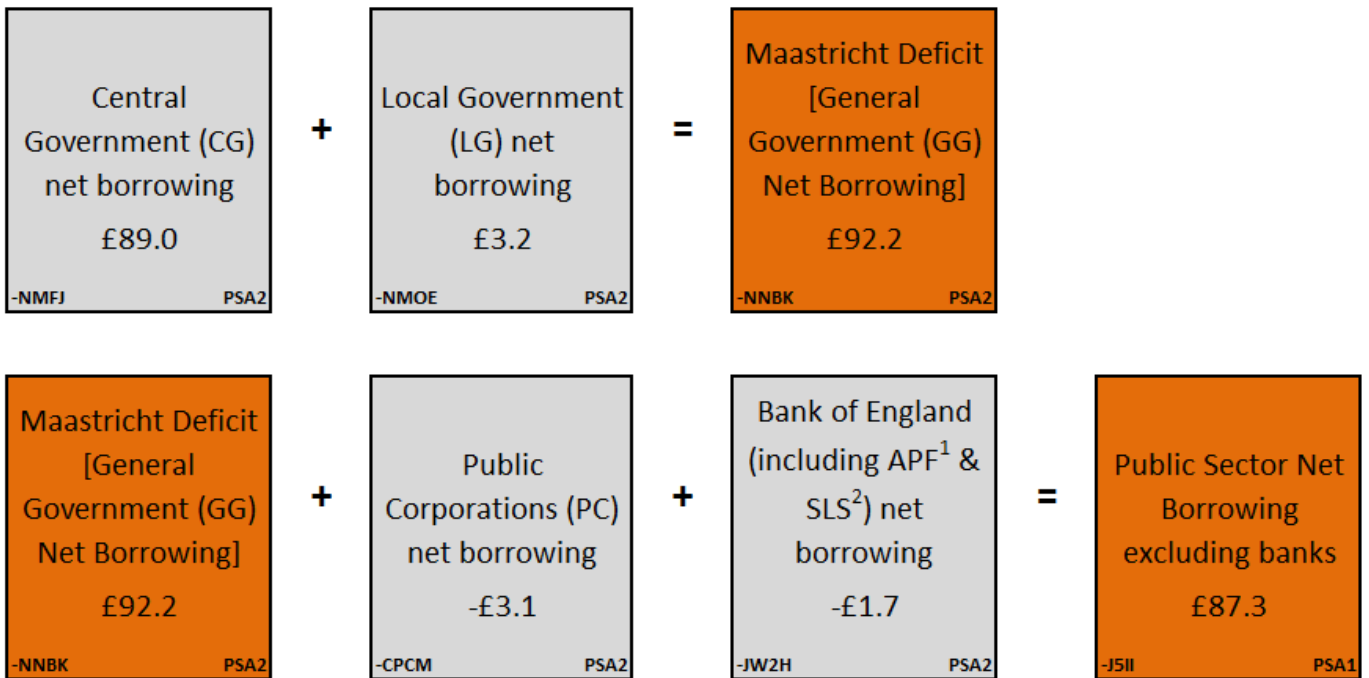 Central
Government (CG)
net borrowing
£89.0
-NMFJ PSA2
+
Local Government
(LG) net
borrowing
£3.2
-NMOE PSA2
=
Maastricht Deficit
[General
Government (GG)
Net Borrowing]
£92.2
-NNBK PSA2
Maastricht Deficit
[General
Government (GG)
Net Borrowing]
£92.2
-NNBK PSA2
+
Public
Corporations (PC)
net borrowing
-£3.1
-CPCM PSA2
+
Bank of England
(including APF¹ &
SLS²) net
borrowing
-£1.7
-JW2H PSA2
=
Public Sector Net
Borrowing
excluding banks
£87.3
-J5II PSA1